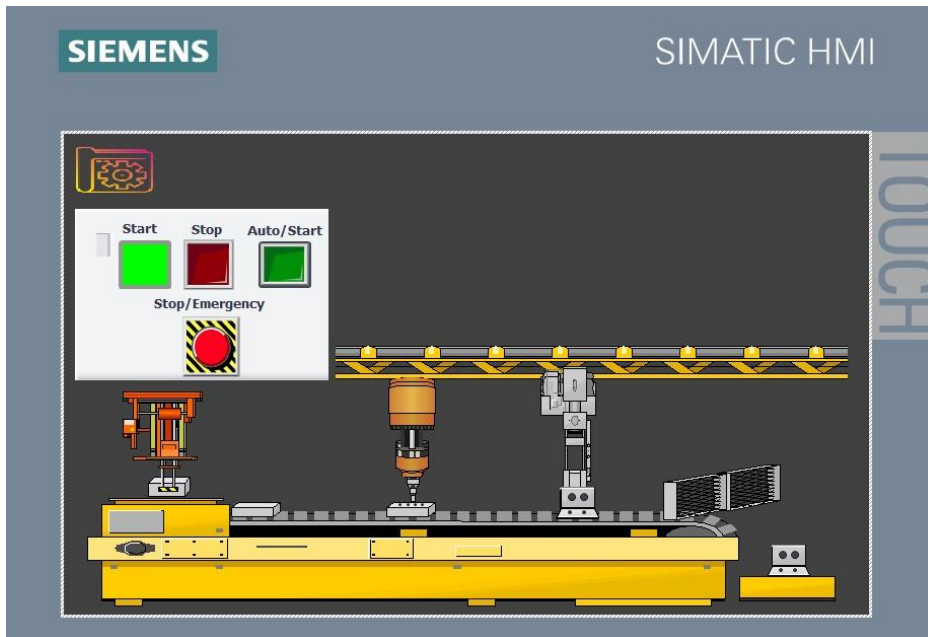 SIEMENS
SIMATIC HMI
TOUCH
Start
Stop
Auto/Start
Stop/Emergency